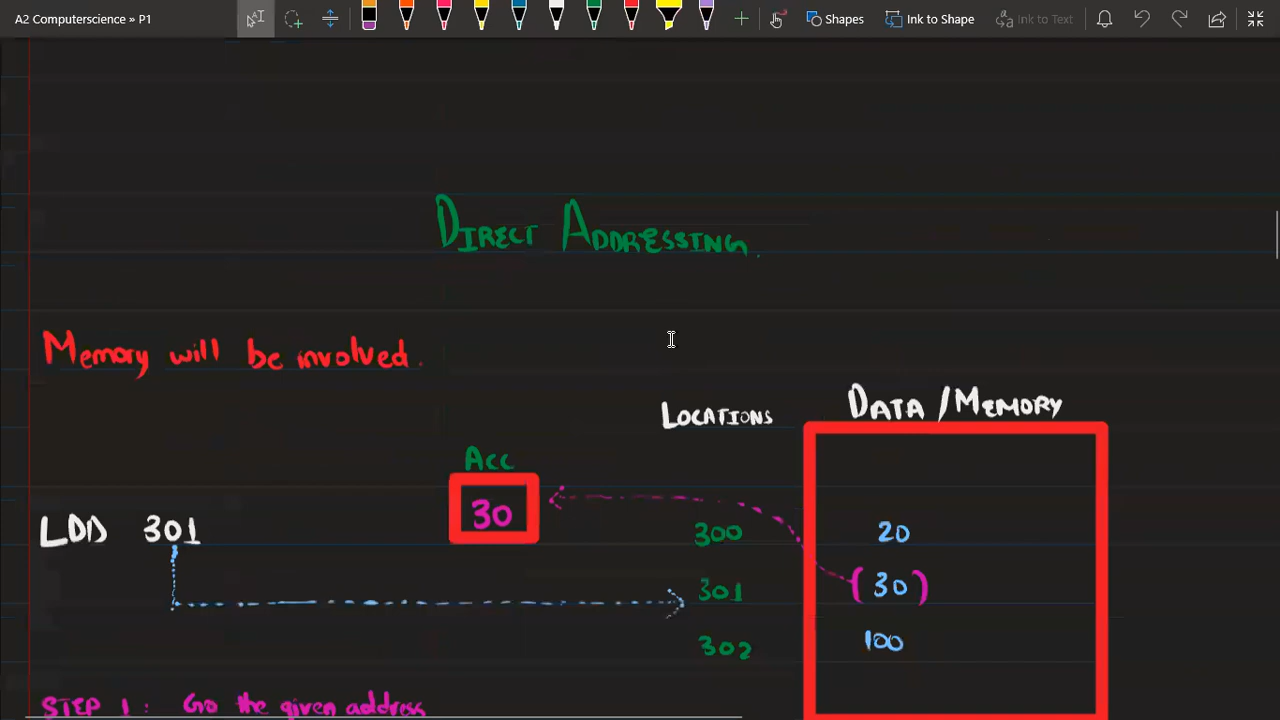 A2 Computerscience » P1
Shapes
Ink to Shape
Ink to Text
DIRECT ADDRESSING.
Memory will be involved.
LOCATIONS
DATA / MEMORY
ACC
30
LDD 301
300 20
301 (30)
302 100
STEP 1: Go the given address